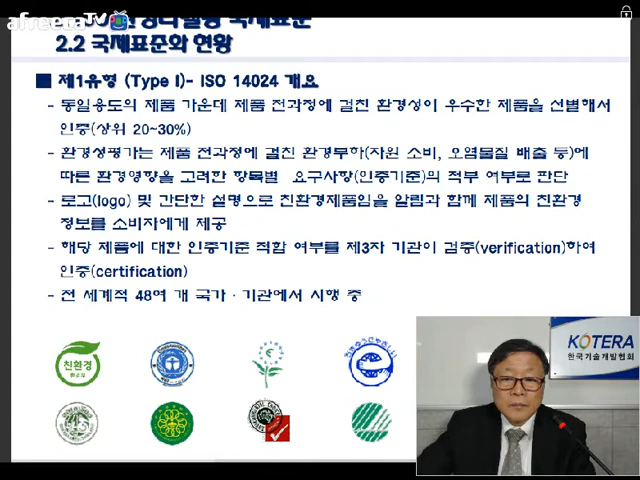 afreecaTV
2.2 국제표준와 현황
제1유형 (Type I)- ISO 14024 개요
- 동일용도의 제품 가운데 제품 전과정에 걸친 환경성이 우수한 제품을 선별해서
인증(상위 20~30%)
- 환경성평가는 제품 전과정에 걸친 환경부하(자원 소비, 오염물질 배출 등)에
따른 환경영향을 고려한 항목별 요구사항(인증기준)의 적부 여부로 판단
- 로고(logo) 및 간단한 설명으로 친환경제품임을 알림과 함께 제품의 친환경
정보를 소비자에게 제공
- 해당 제품에 대한 인증기준 적합 여부를 제3자 기관이 검증(verification)하여
인증(certification)
- 전 세계적 48여 개 국가·기관에서 시행 중
친환경
KOTERA
한국기술개발협회